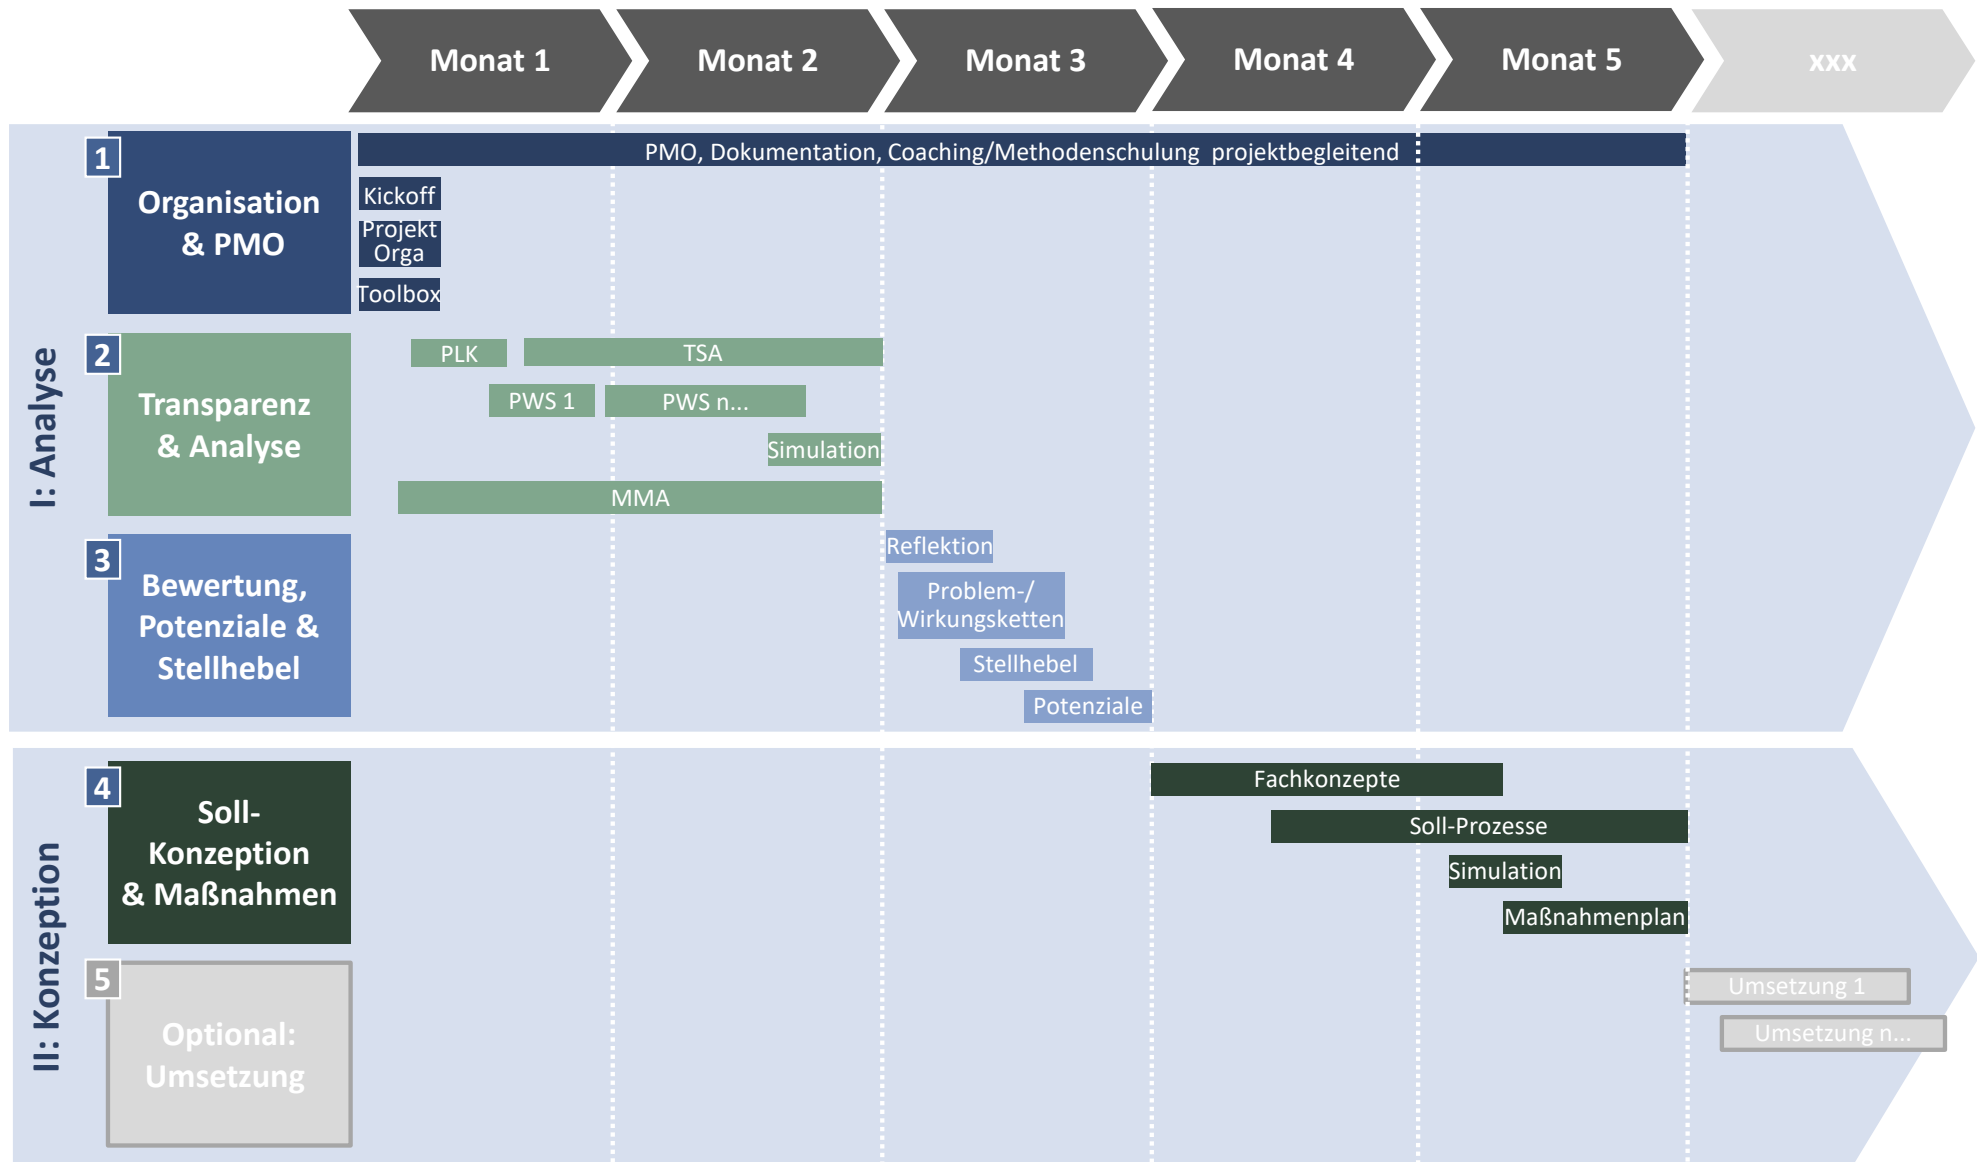 Monat 1
Monat 2
Monat 3
Monat 4
Monat 5
xxx
I: Analyse
1
Organisation
& PMO
PMO, Dokumentation, Coaching/Methodenschulung projektbegleitend
Kickoff
Projekt
Orga
Toolbox
2
Transparenz
& Analyse
PLK
TSA
PWS 1
PWS n...
Simulation
MMA
3
Bewertung,
Potenziale &
Stellhebel
Reflektion
Problem-/
Wirkungsketten
Stellhebel
Potenziale
II: Konzeption
4
Soll-
Konzeption
& Maßnahmen
Fachkonzepte
Soll-Prozesse
Simulation
Maßnahmenplan
5
Optional:
Umsetzung
Umsetzung 1
Umsetzung n...